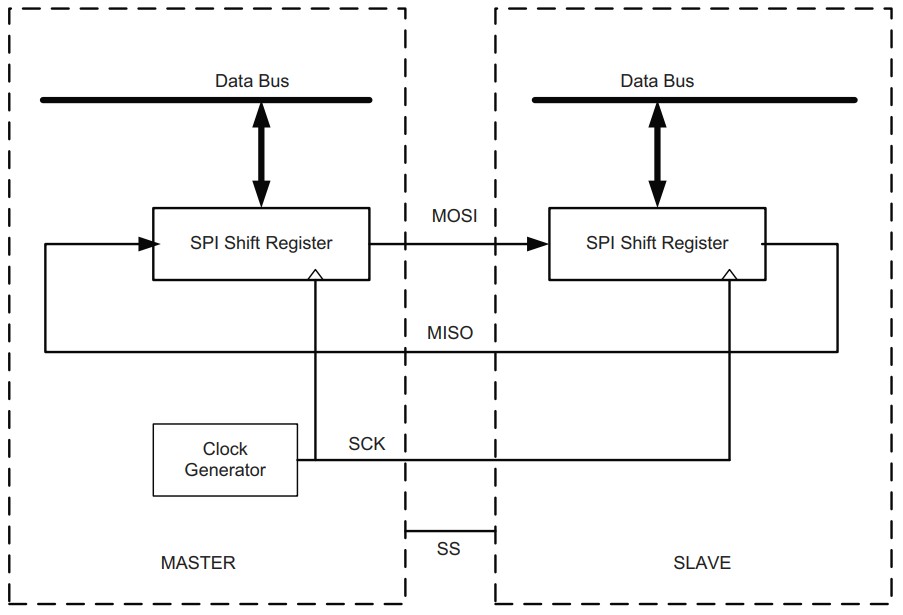 Data Bus
Data Bus
SPI Shift Register
MOSI
SPI Shift Register
MISO
Clock
Generator
SCK
SS
MASTER
SLAVE